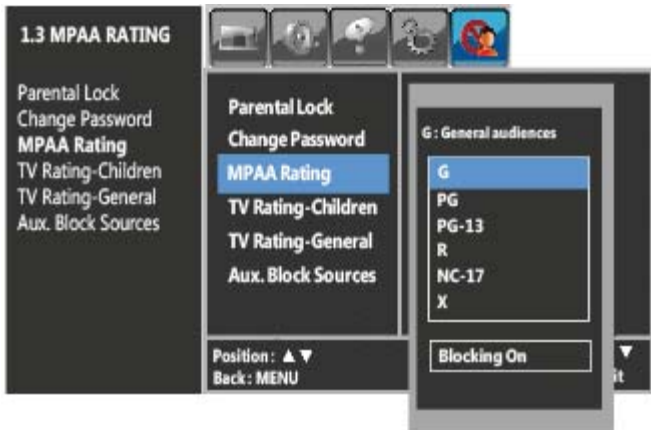 1.3 MPAA RATING
Parental Lock
Change Password
MPAA Rating
TV Rating-Children
TV Rating-General
Aux. Block Sources
Parental Lock
Change Password
MPAA Rating
TV Rating-Children
TV Rating-General
Aux. Block Sources
Position: ▲ ▼
Back: MENU
G : General audiences
G
PG
PG-13
R
NC-17
X
Blocking On
▼